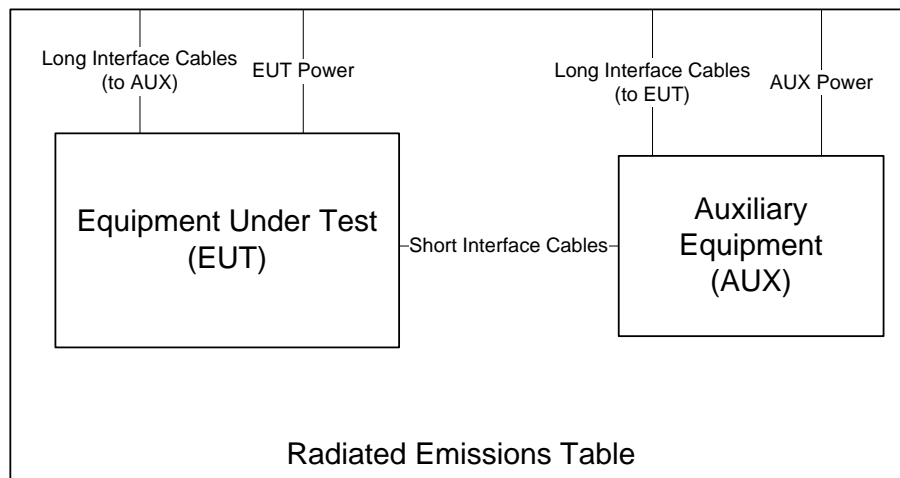 Long Interface Cables
(to AUX)
EUT Power
Long Interface Cables
(to EUT)
AUX Power
Equipment Under Test
(EUT)
Short Interface Cables
Auxiliary
Equipment
(AUX)
Radiated Emissions Table